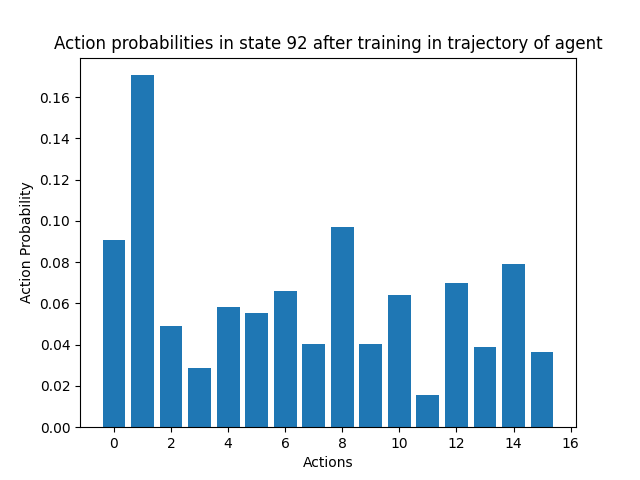 Action probabilities in state 92 after training in trajectory of agent
0.16
0.14
0.12
0.10
0.08
0.06
0.04
0.02
0.00
Action Probability
0 2 4 6 8 10 12 14 16
Actions